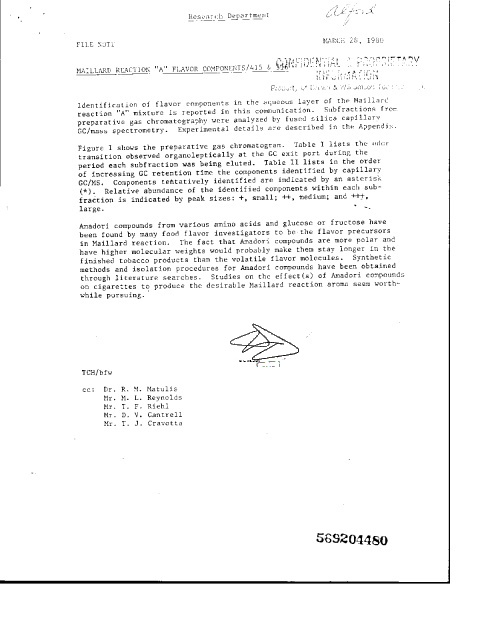 Research Department
Alford
FILE NOTE
MARCH 28, 1980
MAILLARD REACTION "A" FLAVOR COMPONENTS/415 &
CONFIDENTIAL & PROPRIETARY
INFORMATION
Property of Brown & Williamson
Identification of flavor components in the aqueous layer of the Maillard
reaction "A" mixture is reported in this communication. Subfractions from
preparative gas chromatography were analyzed by fused silica capillary
GC/mass spectrometry. Experimental details are described in the Appendix.
Figure 1 shows the preparative gas chromatogram. Table I lists the odor
transition observed organoleptically at the GC exit port during the
period each subfraction was being eluted. Table II lists in the order
of increasing GC retention time the components identified by capillary
GC/MS. Components tentatively identified are indicated by an asterisk
(*). Relative abundance of the identified components within each sub-
fraction is indicated by peak sizes: +, small; ++, medium; and +++,
large.
Amadori compounds from various amino acids and glucose or fructose have
been found by many food flavor investigators to be the flavor precursors
in Maillard reaction. The fact that Amadori compounds are more polar and
have higher molecular weights would probably make them stay longer in the
finished tobacco products than the volatile flavor molecules. Synthetic
methods and isolation procedures for Amadori compounds have been obtained
through literature searches. Studies on the effect(s) of Amadori compounds
on cigarettes to produce the desirable Maillard reaction aroma seem worth-
while pursuing.
TCH/bfw
cc: Dr. R. M. Matulis
Mr. M. L. Reynolds
Mr. T. F. Riehl
Mr. D. V. Cantrell
Mr. T. J. Cravotta
569204480